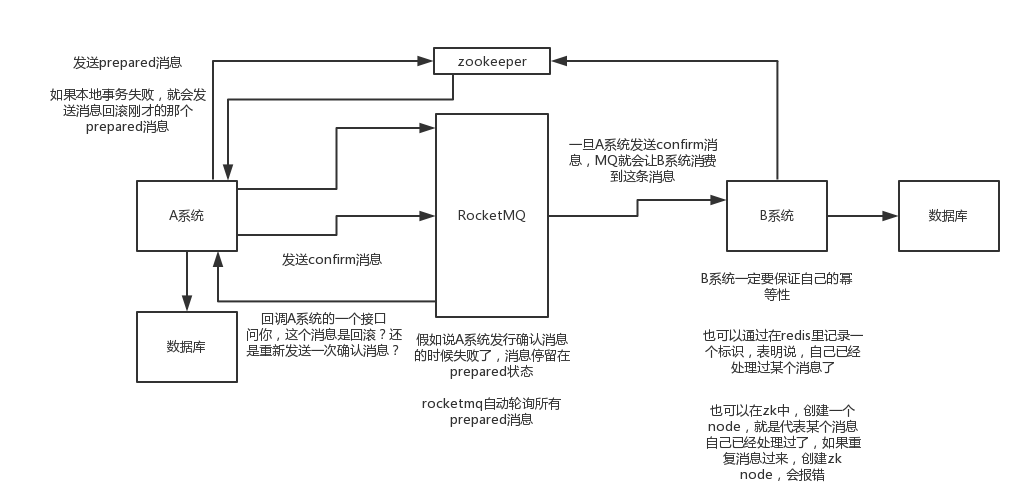 发送prepared消息
如果本地事务失败，就会发
送消息回滚刚才的那个
prepared消息
zookeeper
一旦A系统发送confirm消
息，MQ就会让B系统消费
到这条消息
A系统
RocketMQ
B系统
数据库
发送confirm消息
B系统一定要保证自己的幂
等性
数据库
回调A系统的一个接口
问你，这个消息是回滚？还
是重新发送一次确认消息？
假如说A系统发行确认消息
的时候失败了，消息停留在
prepared状态
rocketmq自动轮询所有
prepared消息
也可以通过在redis里记录一
个标识，表明说，自己已经
处理过某个消息了
也可以在zk中，创建一个
node，就是代表某个消息
自己已经处理过了，如果重
复消息过来，创建zk
node，会报错